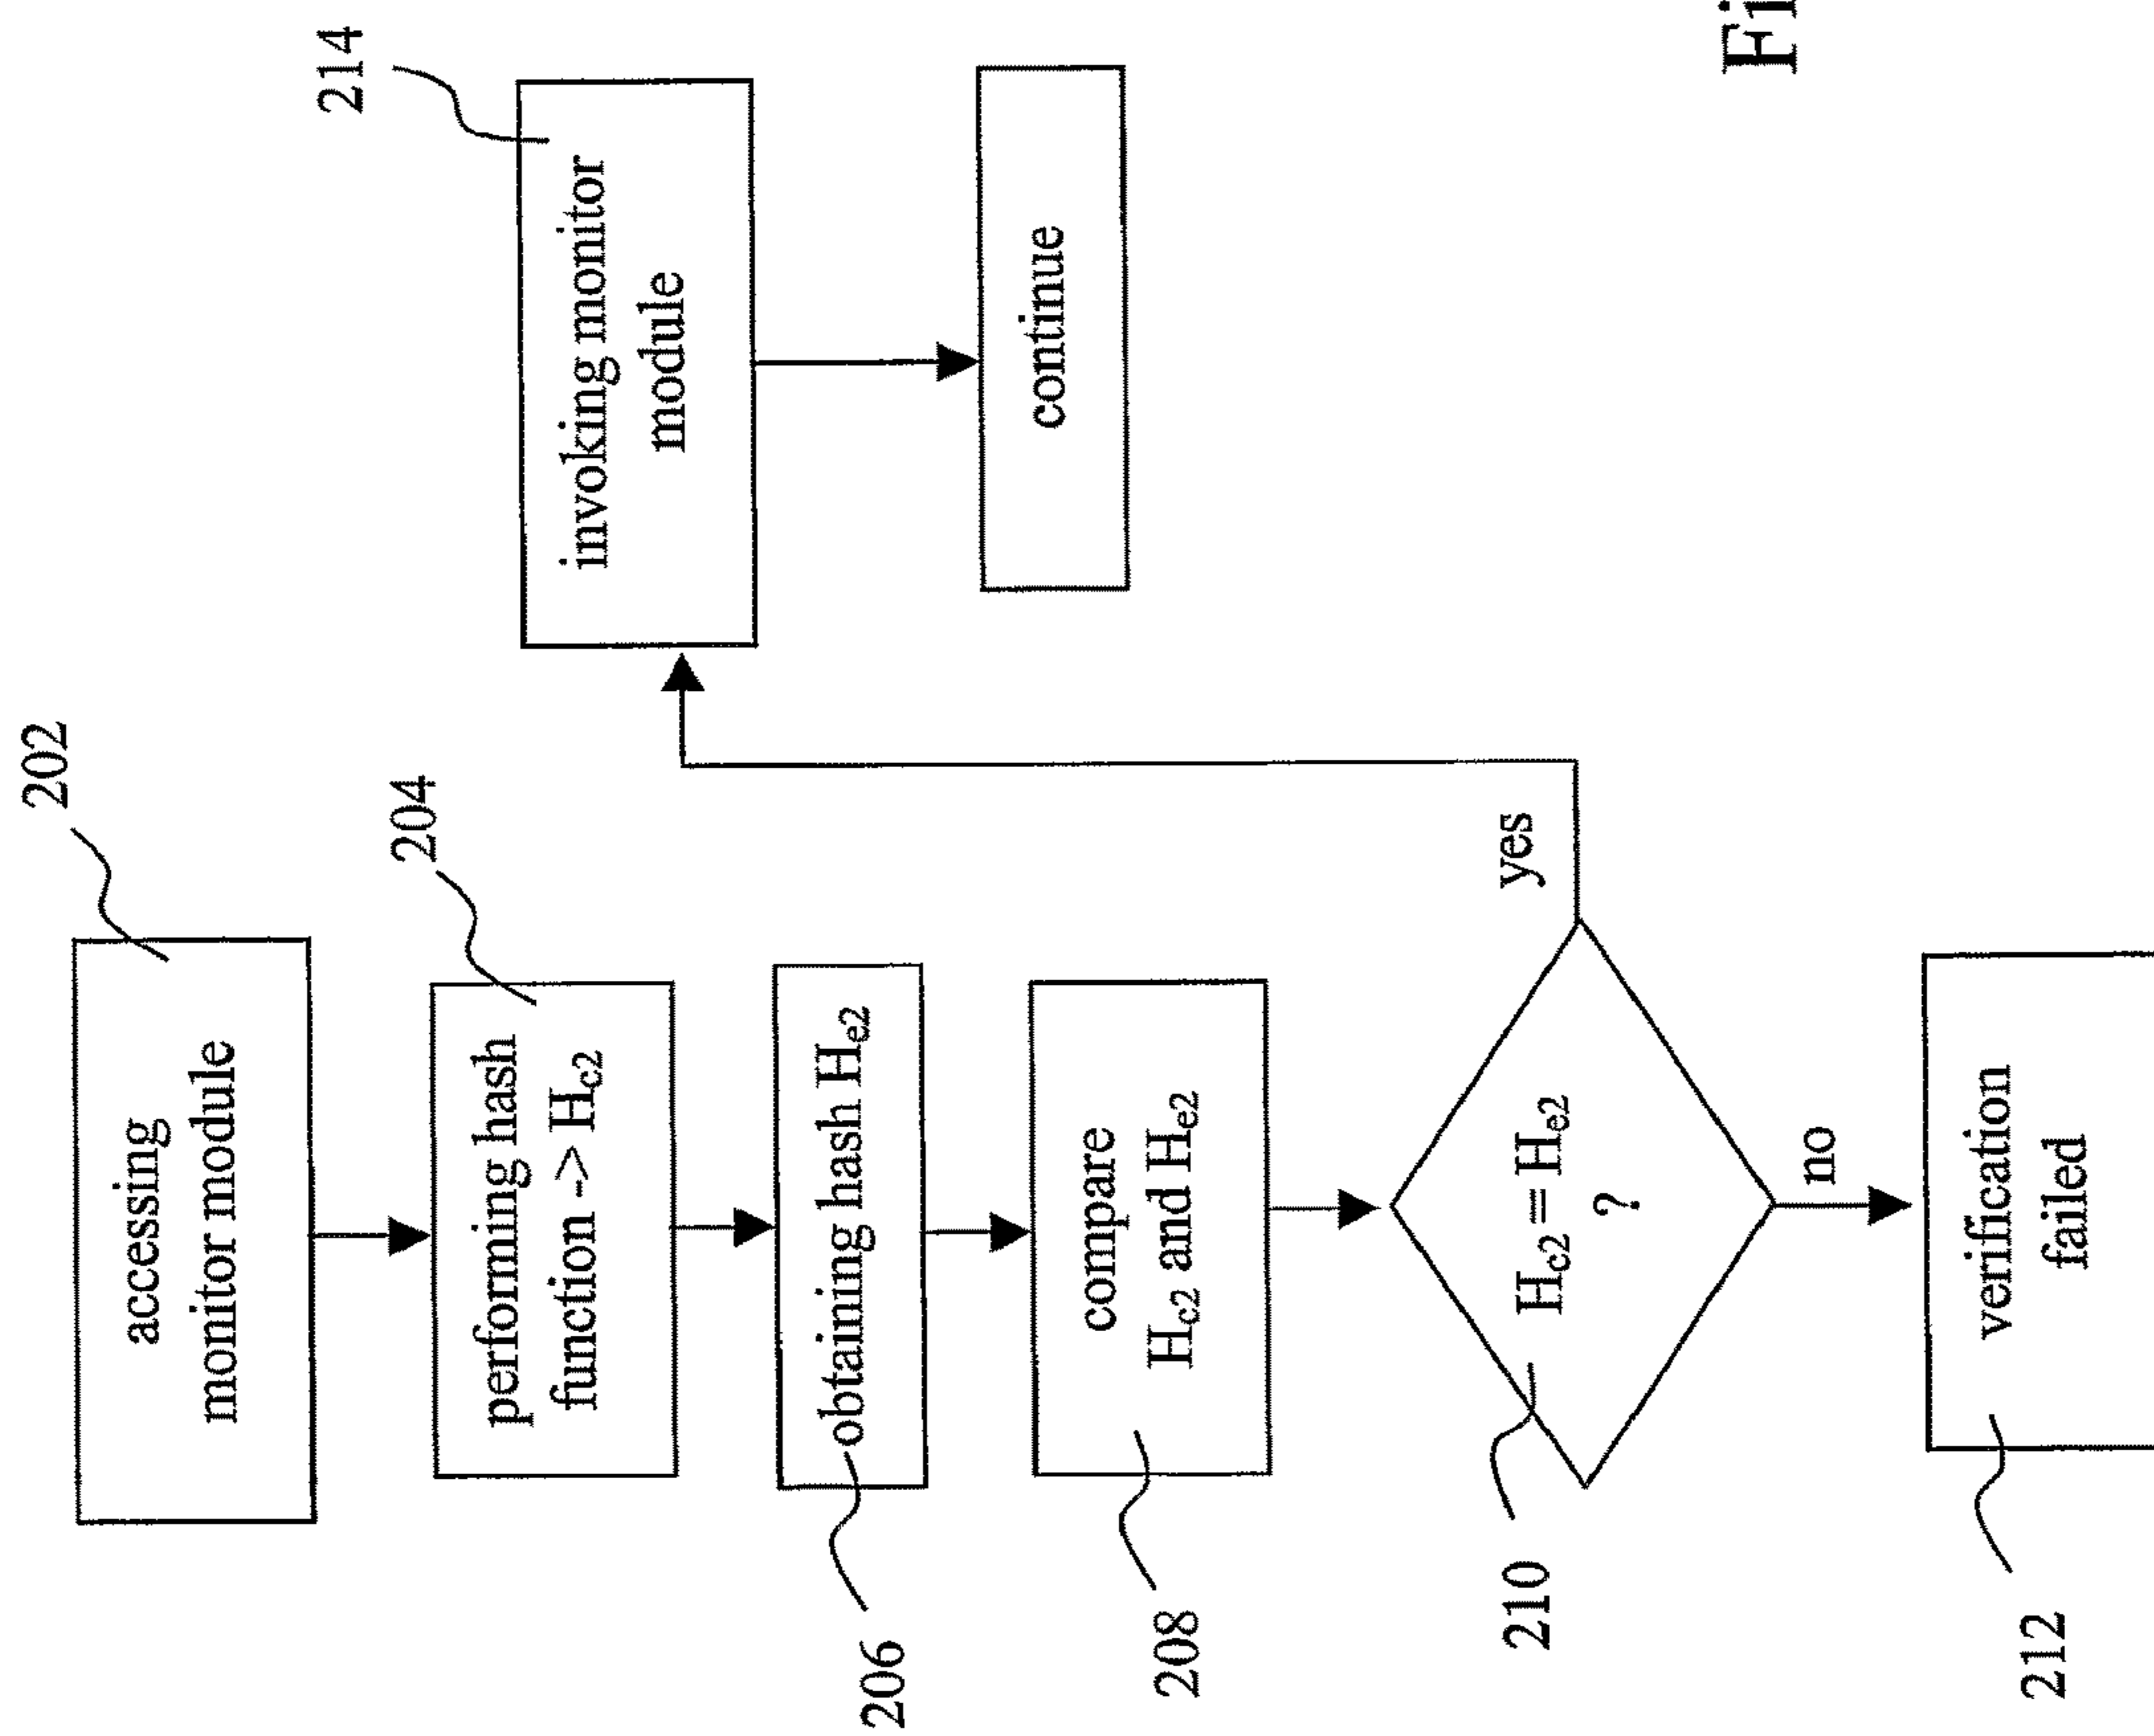 202
accessing
monitor module
204
performing hash
function -> Hc2
206
obtaining hash He2
208
compare
Hc2 and He2
210
Hc2 = He2
?
yes
no
212
verification
failed
214
invoking monitor
module
continue
Fi